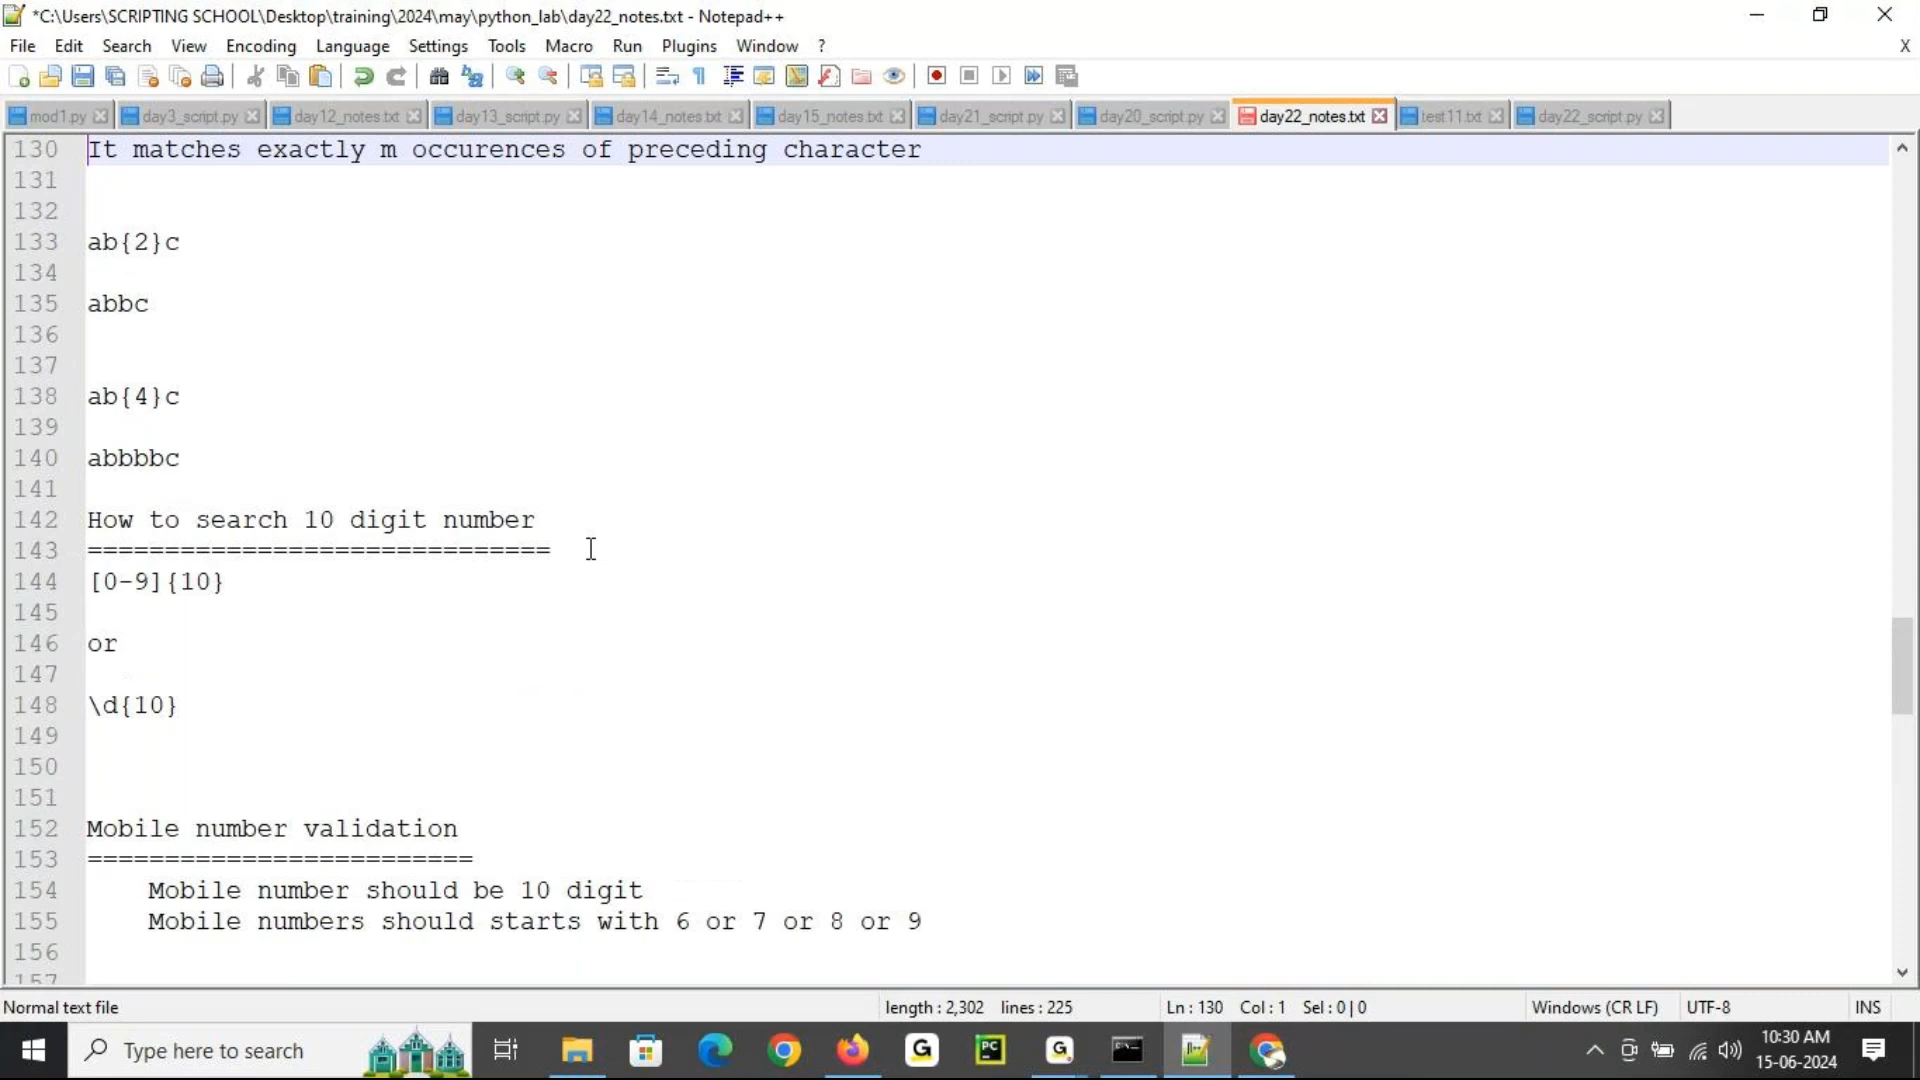 *C:\Users\SCRIPTING SCHOOL\Desktop\training\2024\may\python_lab\day22_notes.txt - Notepad++
File Edit Search View Encoding Language Settings Tools Macro Run Plugins Window ?
X
mod1.py day3_script.py day12_notes.txt day13_script.py day14_notes.txt day15_notes.txt day21_script.py day20_script.py day22_notes.txt test11.txt day22_script.py
130 It matches exactly m occurences of preceding character
131
132
133 ab{2}c
134
135 abbc
136
137
138 ab{4}c
139
140 abbbbc
141
142 How to search 10 digit number
143 ==============================
144 [0-9]{10}
145
146 or
147
148 \d{10}
149
150
151
152 Mobile number validation
153 =========================
154 Mobile number should be 10 digit
155 Mobile numbers should starts with 6 or 7 or 8 or 9
156
157
Normal text file length : 2,302 lines : 225 Ln : 130 Col : 1 Sel : 0 | 0 Windows (CR LF) UTF-8 INS
Type here to search
10:30 AM
15-06-2024